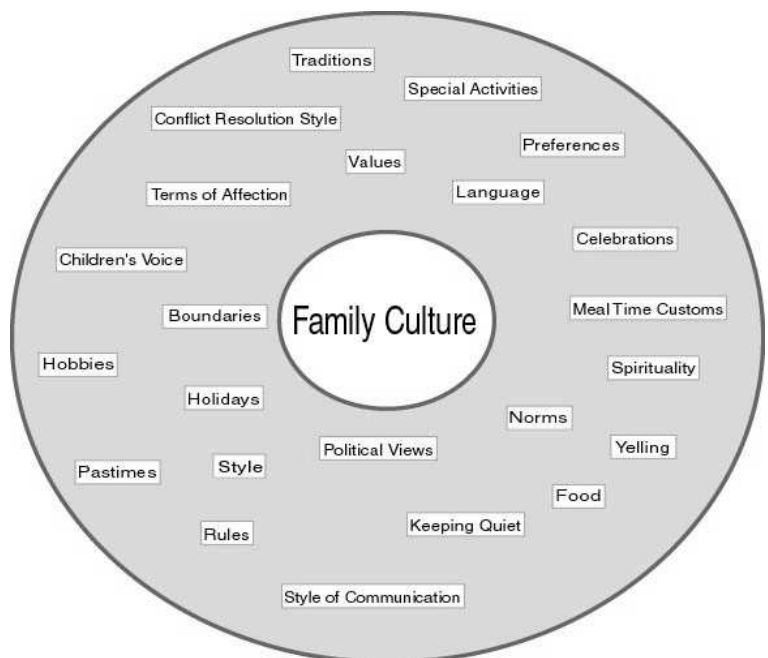 Traditions
Special Activities
Conflict Resolution Style
Preferences
Values
Terms of Affection
Language
Celebrations
Children's Voice
Family Culture
Boundaries
Meal Time Customs
Hobbies
Spirituality
Holidays
Norms
Political Views
Yelling
Pastimes
Style
Food
Keeping Quiet
Rules
Style of Communication